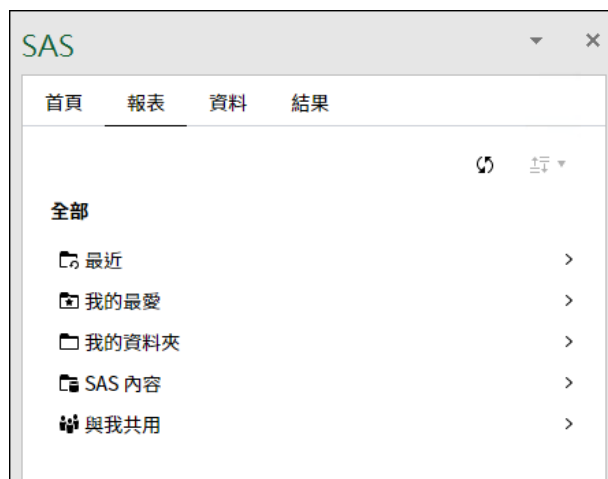 SAS
首頁 報表 資料 結果
全部
最近
我的最愛
我的資料夾
SAS 內容
與我共用